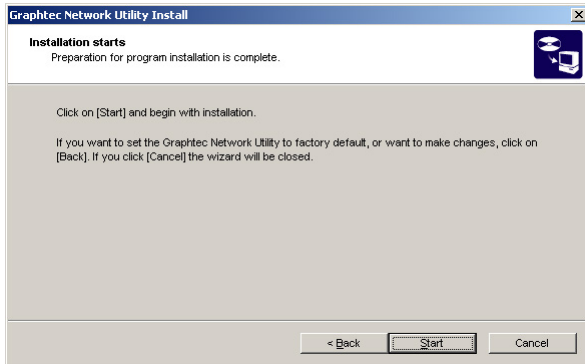 Graphtec Network Utility Install
Installation starts
Preparation for program installation is complete.
Click on [Start] and begin with installation.
If you want to set the Graphtec Network Utility to factory default, or want to make changes, click on
[Back]. If you click [Cancel] the wizard will be closed.
< Back
Start
Cancel